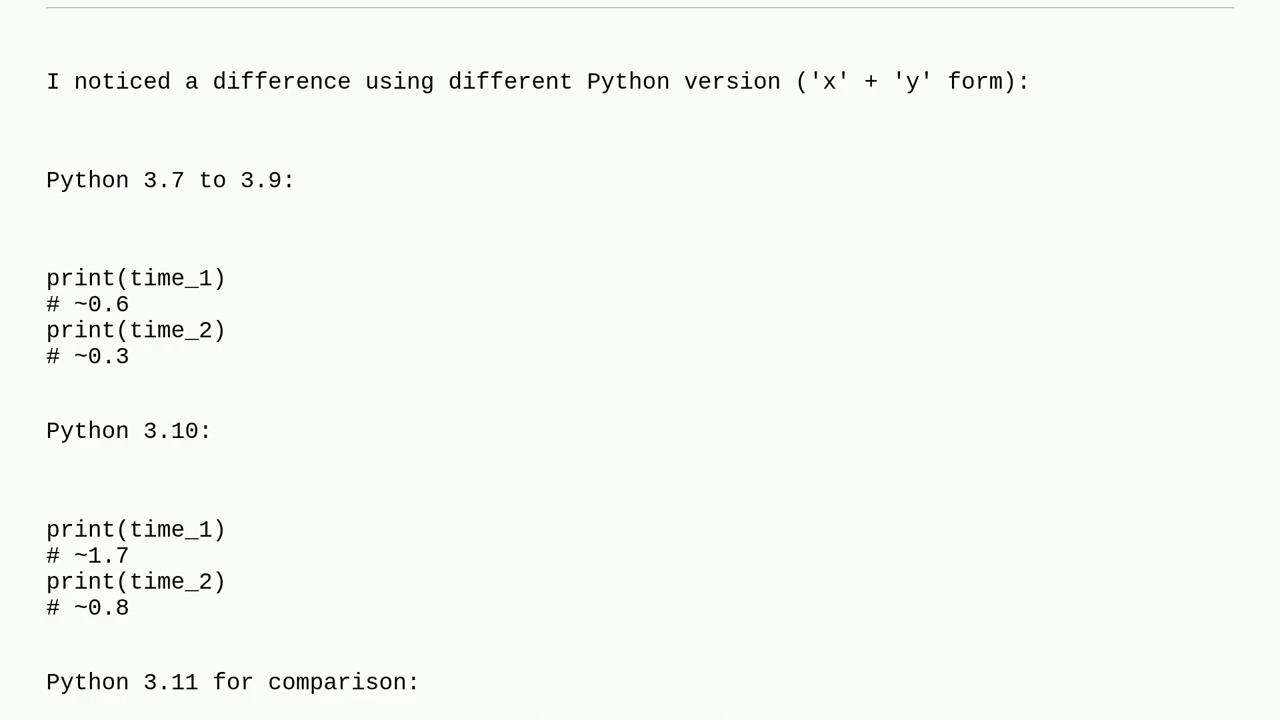 I noticed a difference using different Python version ('x' + 'y' form):
Python 3.7 to 3.9:
print(time_1)
# ~0.6
print(time_2)
# ~0.3
Python 3.10:
print(time_1)
# ~1.7
print(time_2)
# ~0.8
Python 3.11 for comparison: